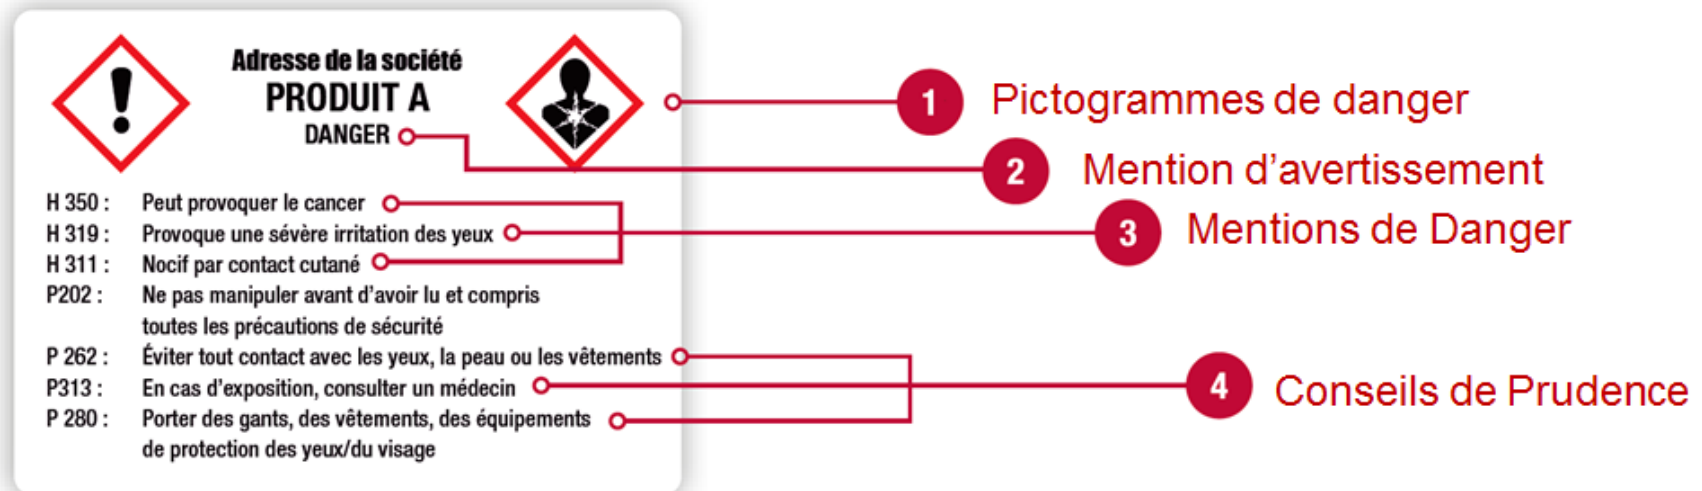 Adresse de la société
PRODUIT A
DANGER
1 Pictogrammes de danger
2 Mention d'avertissement
H 350 : Peut provoquer le cancer
H 319 : Provoque une sévère irritation des yeux
3 Mentions de Danger
H 311 : Nocif par contact cutané
P202 : Ne pas manipuler avant d'avoir lu et compris
toutes les précautions de sécurité
P 262 : Éviter tout contact avec les yeux, la peau ou les vêtements
P313 : En cas d'exposition, consulter un médecin
4 Conseils de Prudence
P 280 : Porter des gants, des vêtements, des équipements
de protection des yeux/du visage